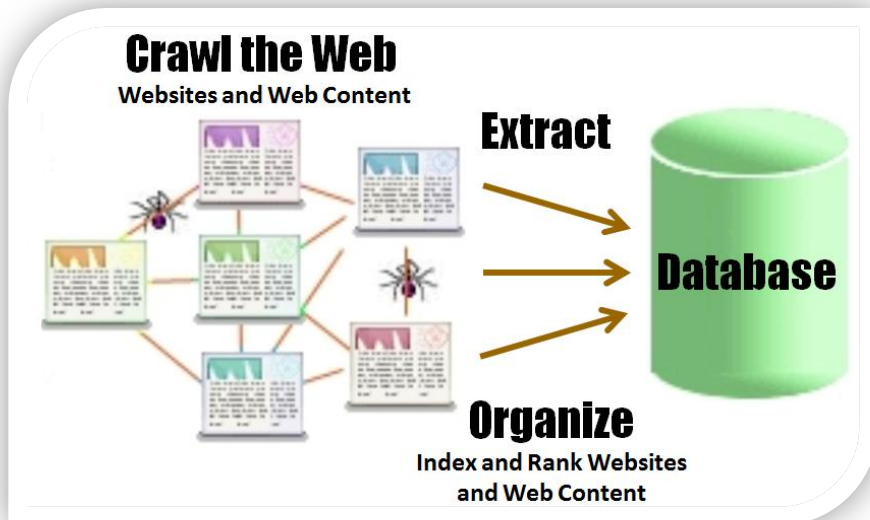 Crawl the Web
Websites and Web Content
Extract
Database
Organize
Index and Rank Websites
and Web Content